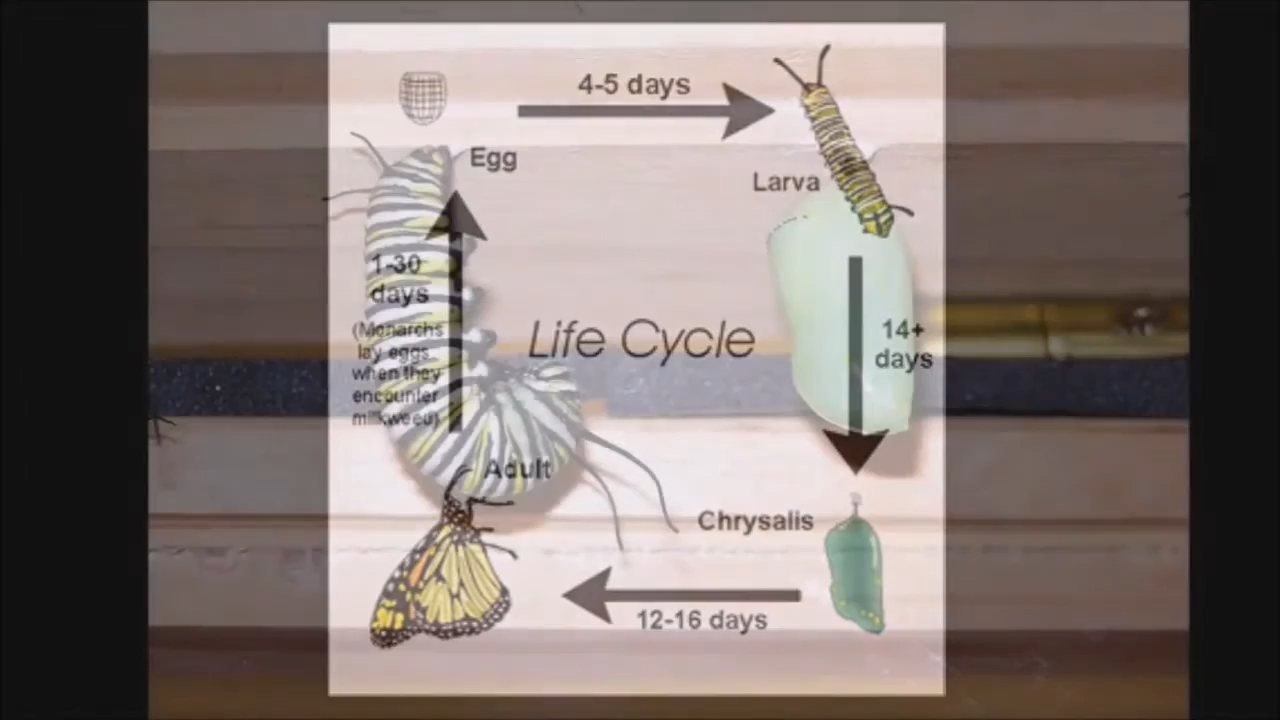 4-5 days
Egg
Larva
1-30
days
(Monarchs
lay eggs
when they
encounter
milkweed)
Life Cycle
14+
days
Adult
Chrysalis
12-16 days